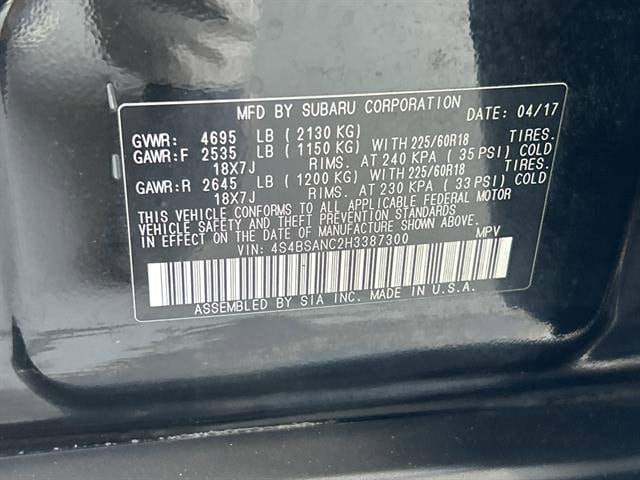 MFD BY SUBARU CORPORATION DATE: 04/17
GVWR: 4695 LB (2130 KG)
GAWR:F 2535 LB (1150 KG) WITH 225/60R18 TIRES.
18X7J RIMS. AT 240 KPA (35 PSI) COLD
GAWR:R 2645 LB (1200 KG) WITH 225/60R18 TIRES.
18X7J RIMS. AT 230 KPA (33 PSI) COLD
THIS VEHICLE CONFORMS TO ALL APPLICABLE FEDERAL MOTOR
VEHICLE SAFETY AND THEFT PREVENTION STANDARDS
IN EFFECT ON THE DATE OF MANUFACTURE SHOWN ABOVE.
VIN: 4S4BSANC2H3387300 MPV
ASSEMBLED BY SIA INC. MADE IN U.S.A.